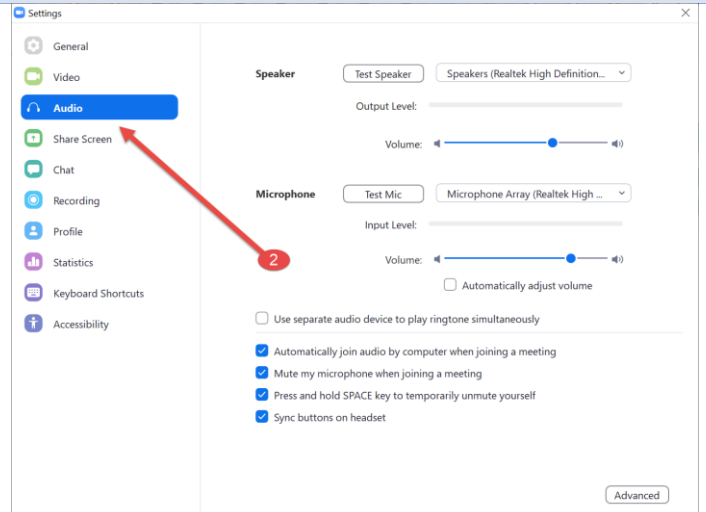 Settings
General
Video
Audio
Share Screen
Chat
Recording
Profile
Statistics
Keyboard Shortcuts
Accessibility
2
Speaker
Test Speaker
Speakers (Realtek High Definition...
Output Level:
Volume:
Microphone
Test Mic
Microphone Array (Realtek High ...
Input Level:
Volume:
Automatically adjust volume
Use separate audio device to play ringtone simultaneously
Automatically join audio by computer when joining a meeting
Mute my microphone when joining a meeting
Press and hold SPACE key to temporarily unmute yourself
Sync buttons on headset
Advanced